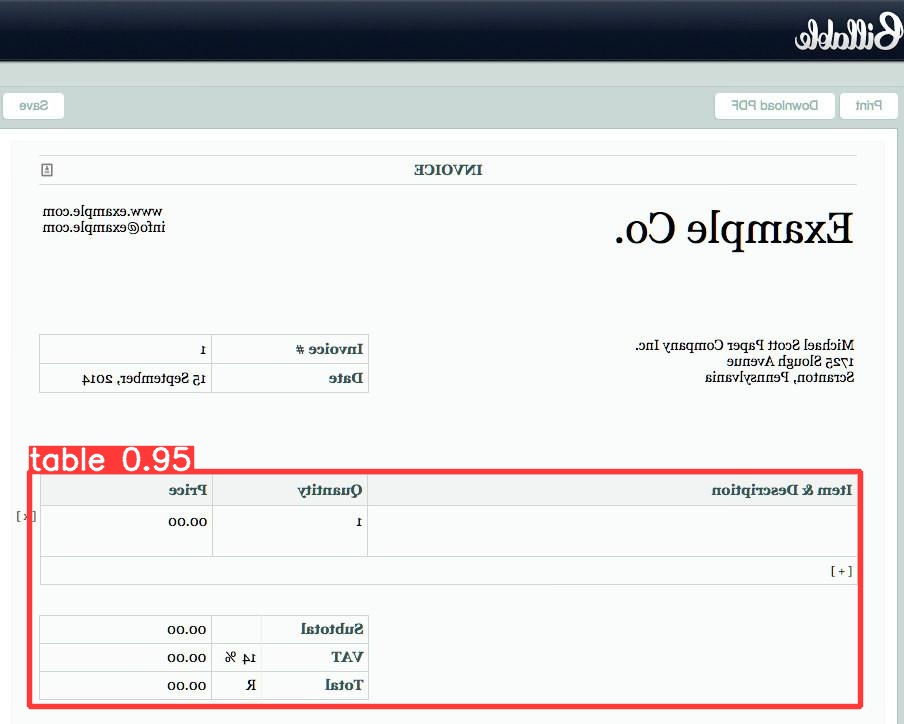 Billable
Print
Download PDF
Save
INVOICE
Example Co.
www.example.com
info@example.com
Michael Scott Paper Company Inc.
1725 Slough Avenue
Scranton, Pennsylvania
Invoice # 1
Date 15 September, 2014
table 0.95
Item & Description Quantity Price
1 00.00
[x]
[+]
Subtotal 00.00
VAT 14 % 00.00
Total R 00.00